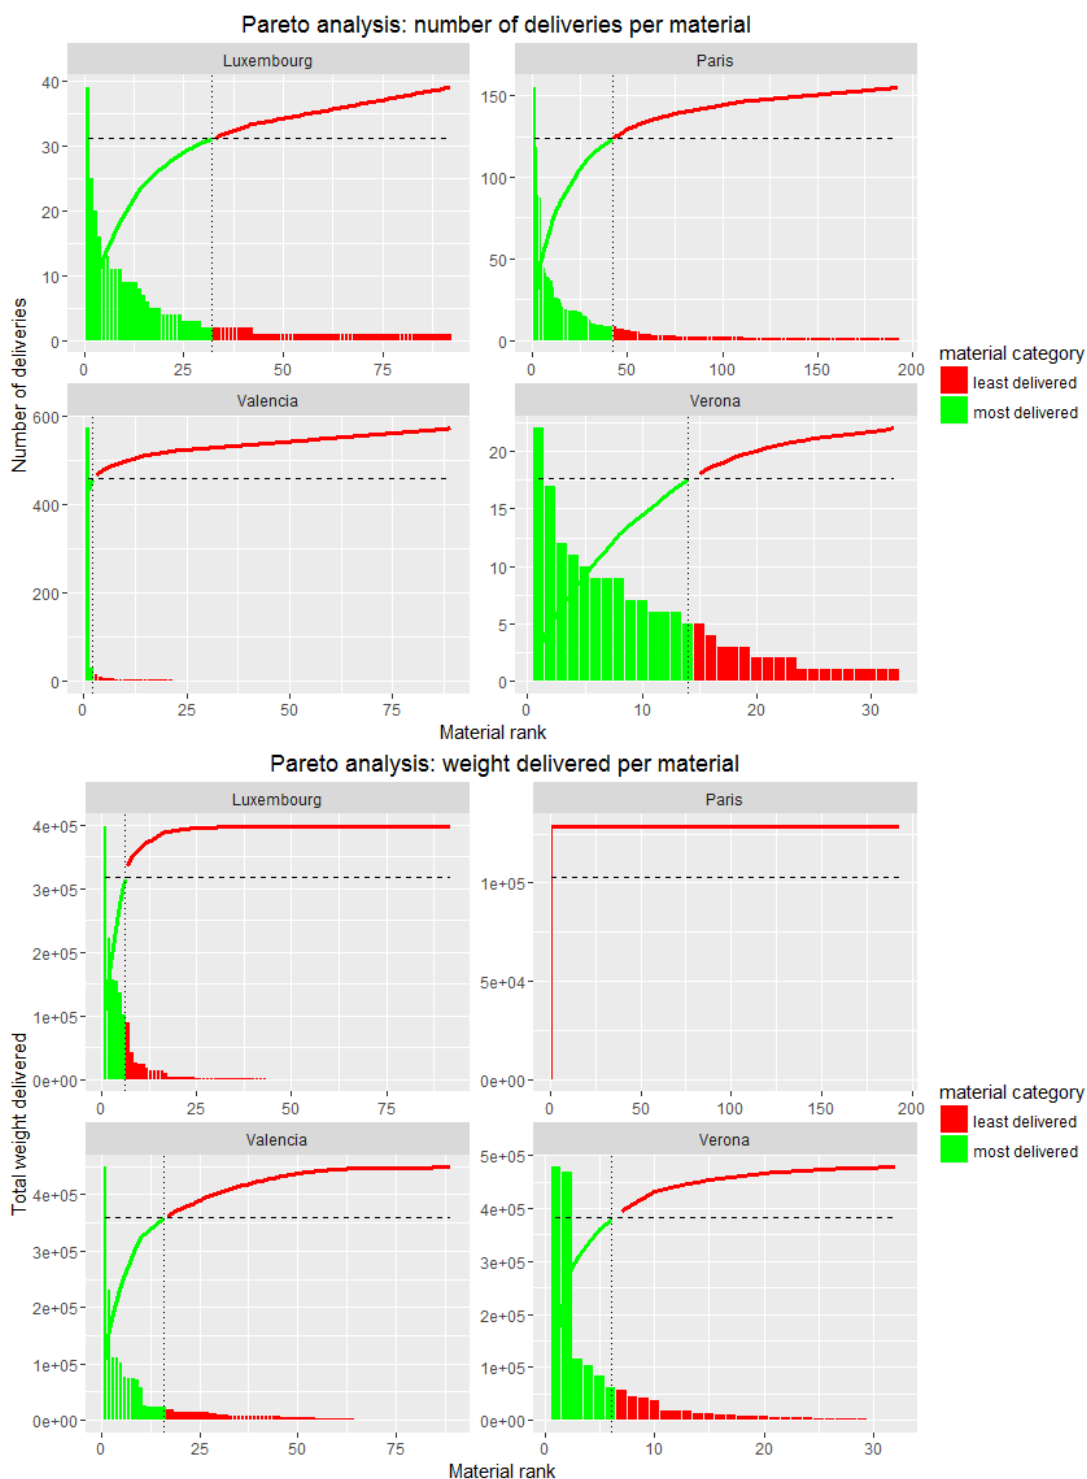 Pareto analysis: number of deliveries per material
Luxembourg
Paris
40
30
20
10
0
0 25 50 75
150
100
50
0
0 50 100 150 200
Number of deliveries
Valencia
Verona
600
400
200
0
0 25 50 75
20
15
10
5
0
0 10 20 30
Material rank
material category
least delivered
most delivered
Pareto analysis: weight delivered per material
Luxembourg
Paris
4e+05
3e+05
2e+05
1e+05
0e+00
0 25 50 75
1e+05
5e+04
0e+00
0 50 100 150 200
Total weight delivered
Valencia
Verona
4e+05
3e+05
2e+05
1e+05
0e+00
0 25 50 75
5e+05
4e+05
3e+05
2e+05
1e+05
0e+00
0 10 20 30
Material rank
material category
least delivered
most delivered